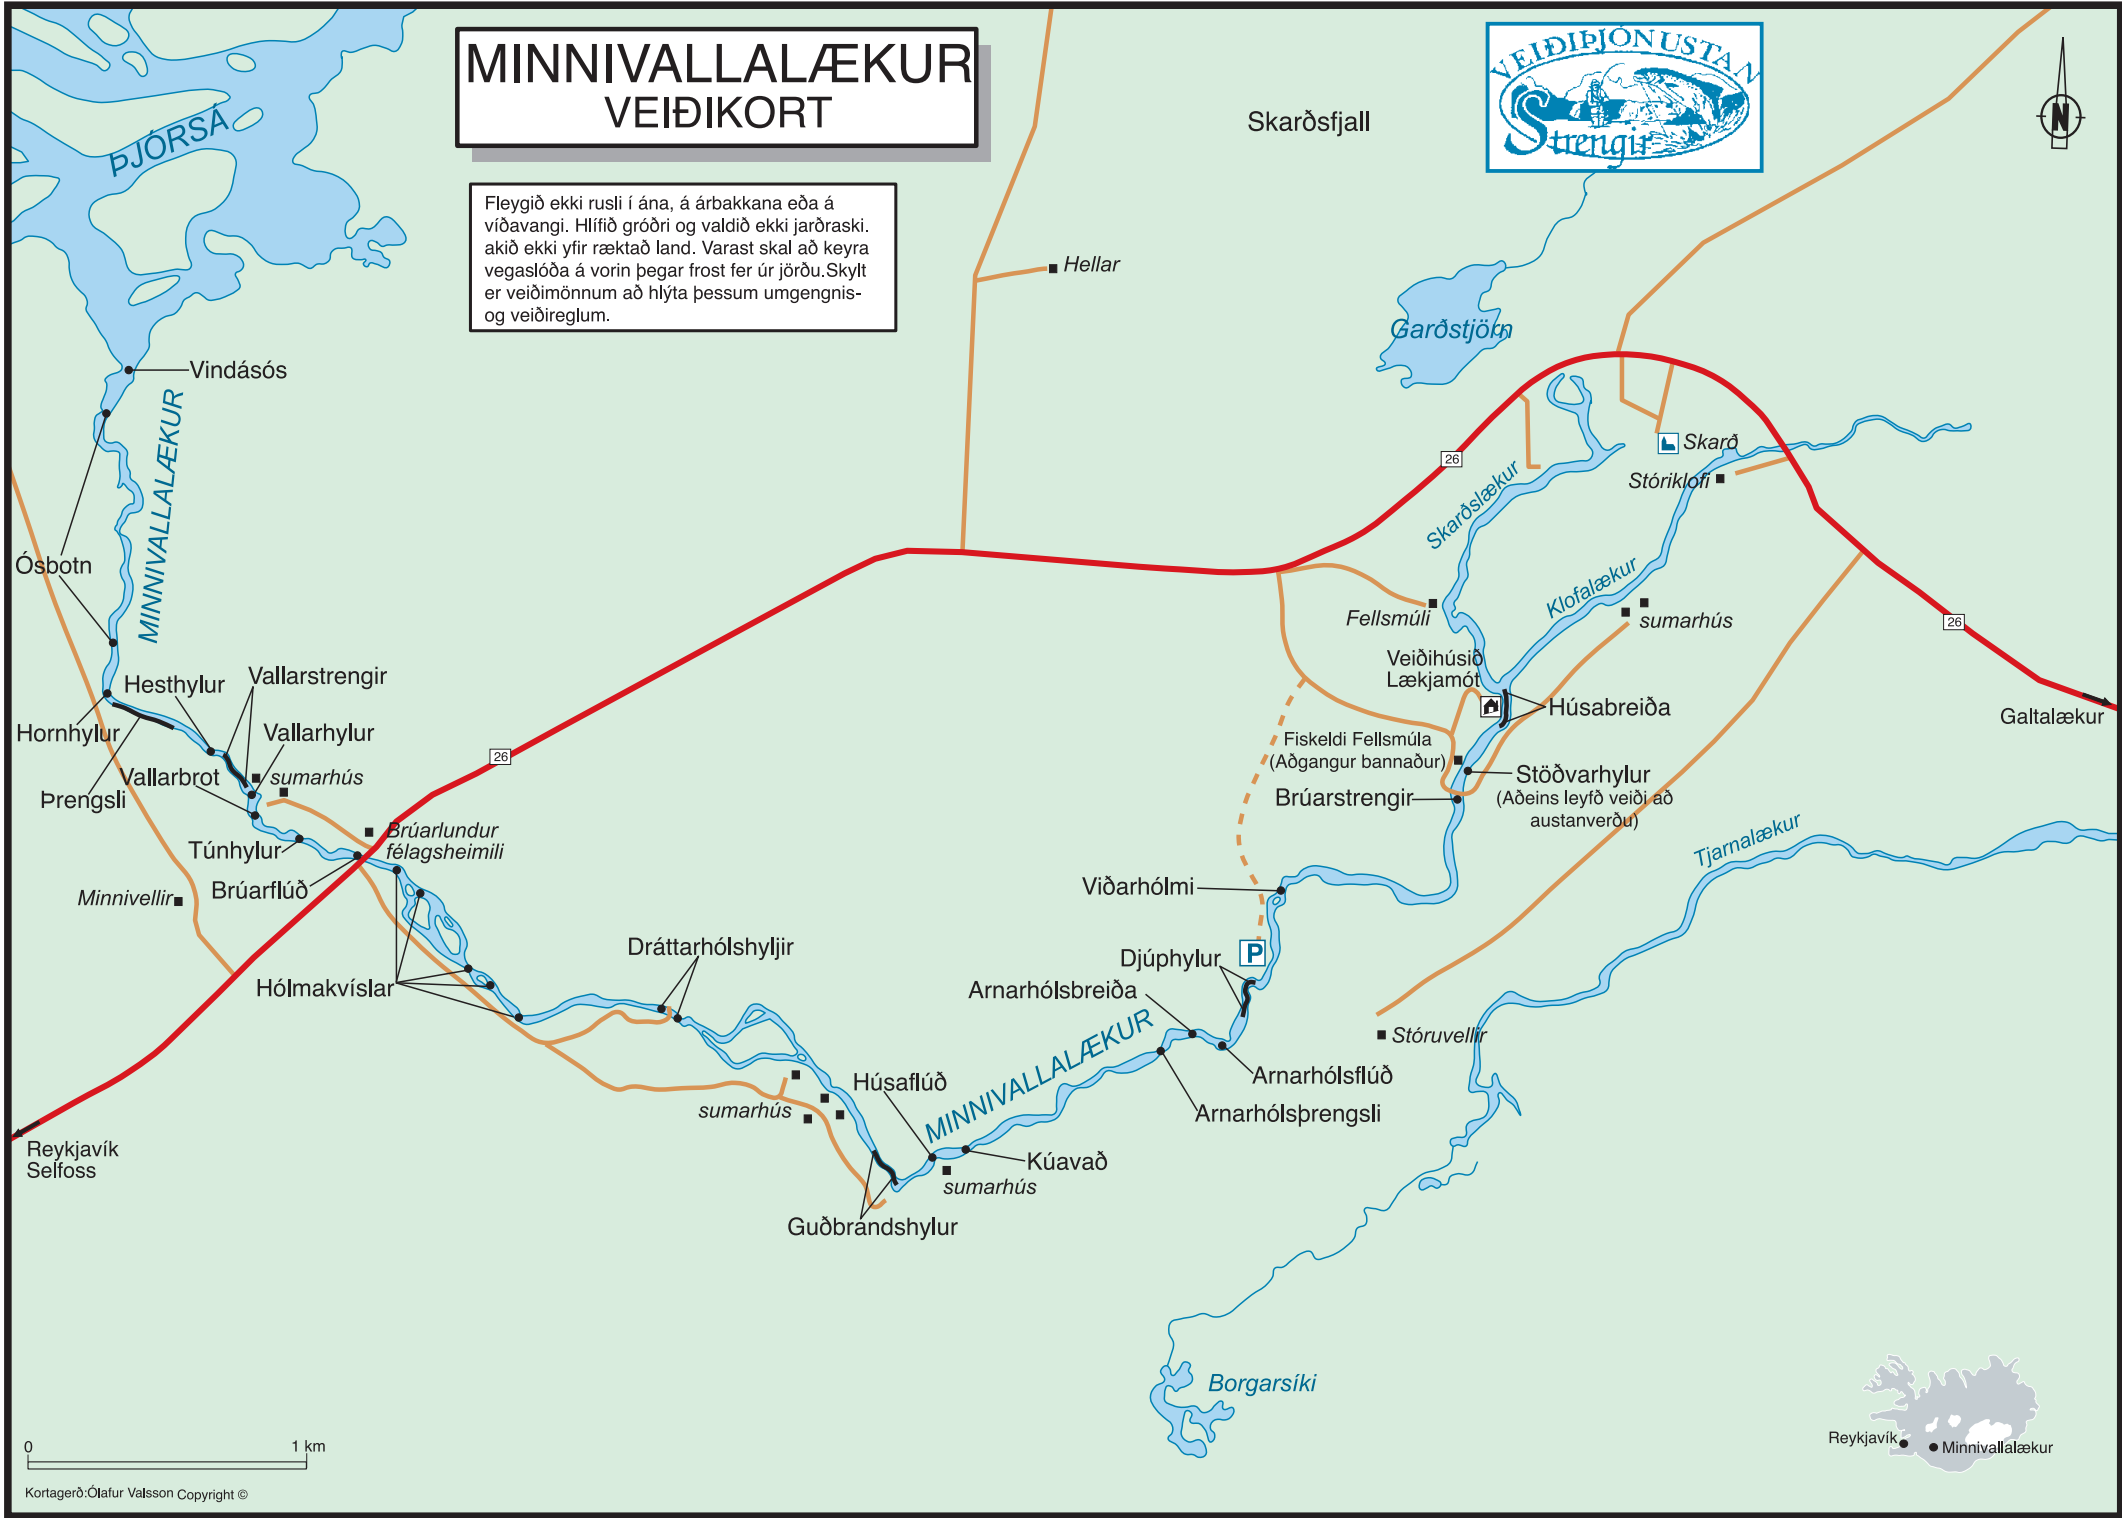 MINNIVALLALÆKUR
VEIÐIKORT
Fleygið ekki rusli í ána, á árbakkana eða á
víðavangi. Hlífið gróðri og valdið ekki jarðraski.
akið ekki yfir ræktað land. Varast skal að keyra
vegaslóða á vorin þegar frost fer úr jörðu.Skylt
er veiðimönnum að hlýta þessum umgengnis-
og veiðireglum.
VEIÐIÞJÓNUSTAN
Strengir
N
Skarðsfjall
ÞJÓRSÁ
Hellar
Garðstjörn
Vindásós
MINNIVALLALÆKUR
Ósbotn
26
Skarð
Stóriklofi
Skarðslækur
Klofalækur
Fellsmúli
sumarhús
26
Veiðihúsið
Lækjamót
Húsabreiða
Galtalækur
Hesthylur
Vallarstrengir
Hornhylur
Vallarhylur
Vallarbrot
sumarhús
Þrengsli
26
Fiskeldi Fellsmúla
(Aðgangur bannaður)
Stöðvarhylur
(Aðeins leyfð veiði að
austanverðu)
Brúarstrengir
Tjarnalækur
Brúarlundur
félagsheimili
Túnhylur
Brúarflúð
Minnivellir
Viðarhólmi
P
Hólmakvíslar
Dráttarhólshyljir
Djúphylur
Arnarhólsbreiða
MINNIVALLALÆKUR
Stóruvellir
Arnarhólsflúð
Arnarhólsþrengsli
Húsaflúð
sumarhús
Kúavað
sumarhús
Guðbrandshylur
Reykjavík
Selfoss
Borgarsíki
0 1 km
Kortagerð:Ólafur Valsson Copyright ©
Reykjavík
Minnivallalækur